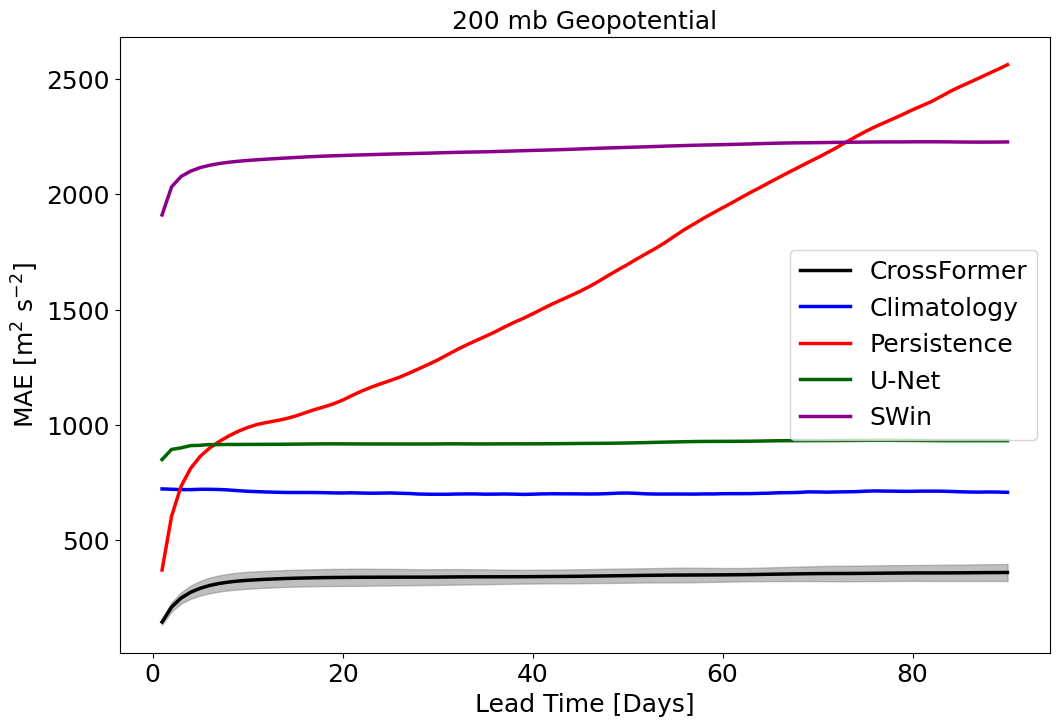 200 mb Geopotential
MAE [m² s⁻²]
2500
2000
1500
1000
500
0 20 40 60 80
Lead Time [Days]
CrossFormer
Climatology
Persistence
U-Net
SWin